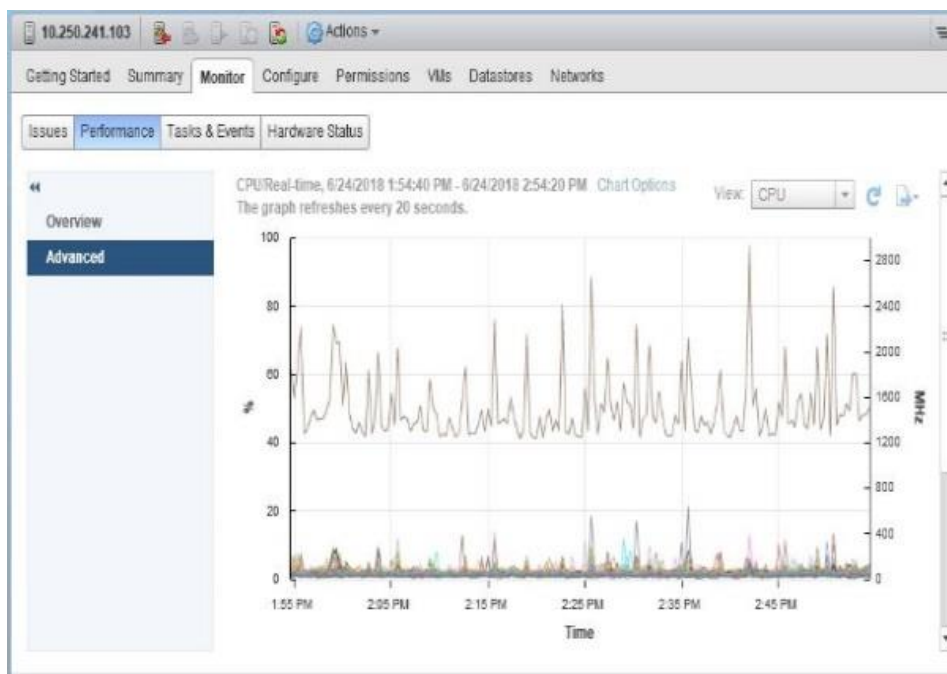 10.250.241.103 Actions
Getting Started Summary Monitor Configure Permissions VMs Datastores Networks
Issues Performance Tasks & Events Hardware Status
Overview
Advanced
CPU/Real-time, 6/24/2018 1:54:40 PM - 6/24/2018 2:54:20 PM Chart Options
The graph refreshes every 20 seconds.
View: CPU
100
80
60
40
20
0
%
2800
2400
2000
1600
1200
800
400
0
MHz
1:55 PM 2:05 PM 2:15 PM 2:25 PM 2:35 PM 2:45 PM
Time